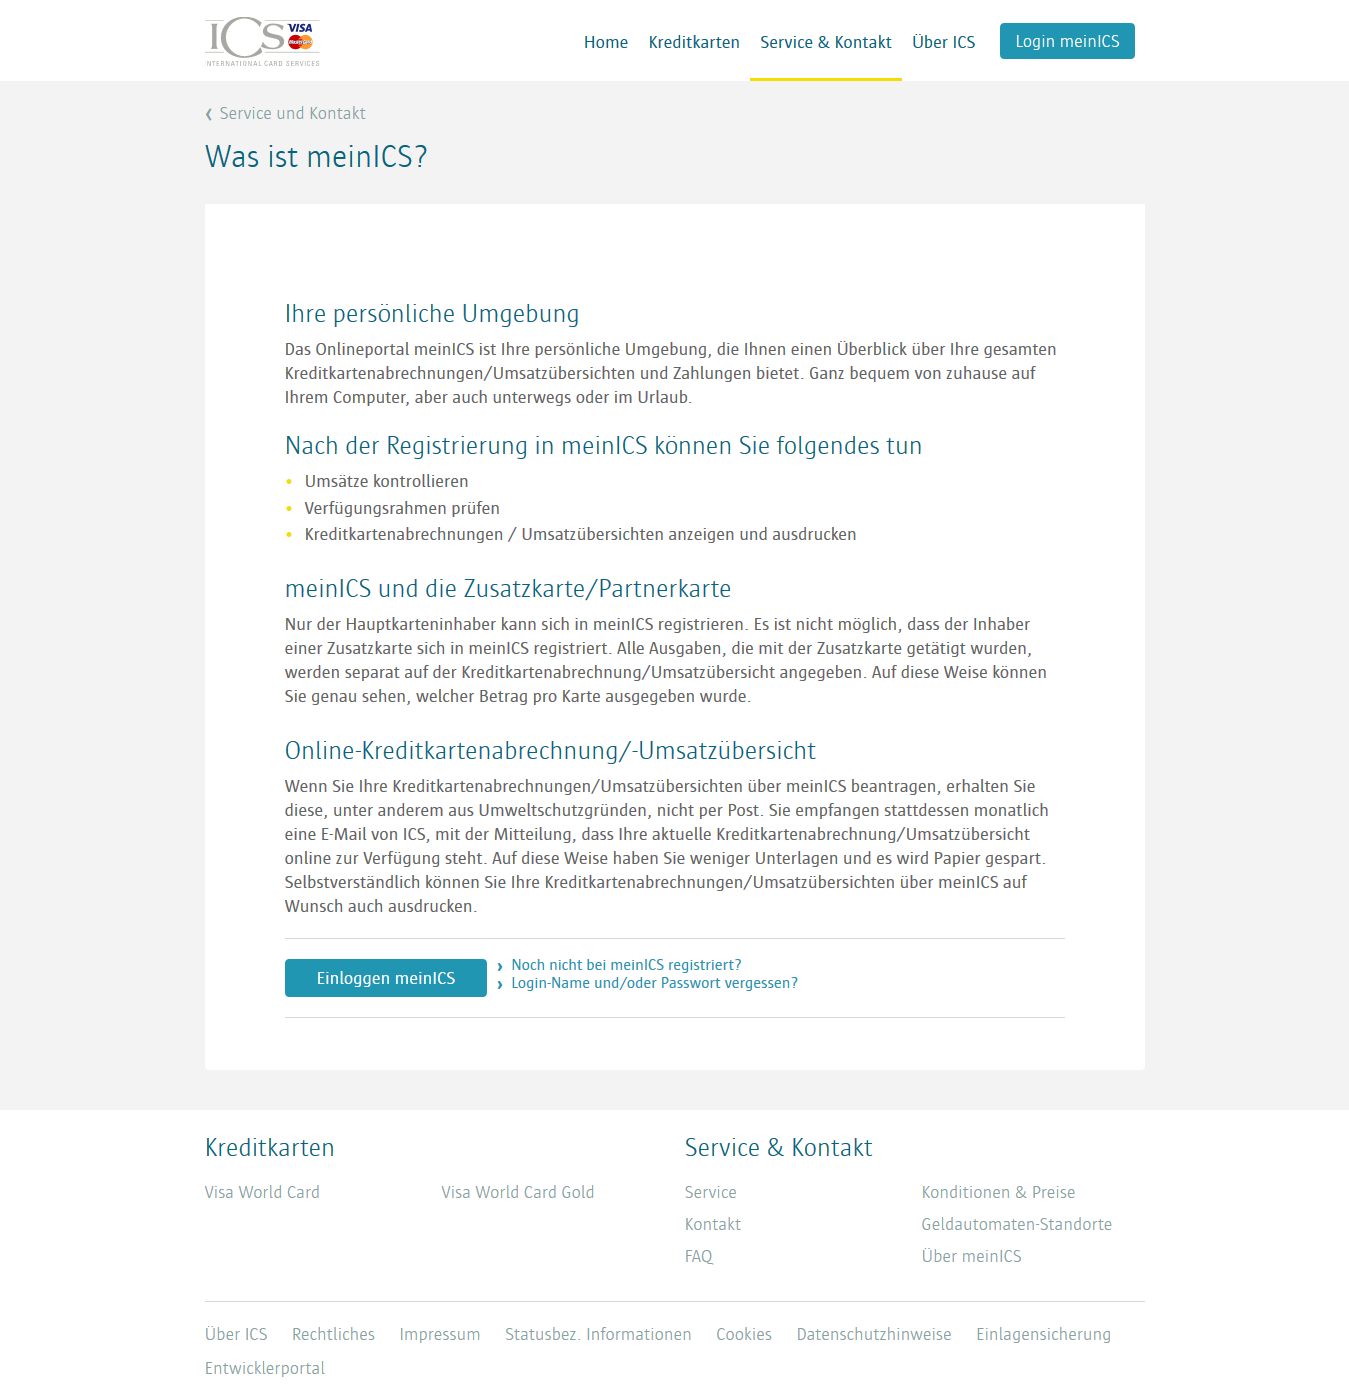 ICS VISA
MasterCard
INTERNATIONAL CARD SERVICES
Home Kreditkarten Service & Kontakt Über ICS Login meinICS
Service und Kontakt
Was ist meinICS?
Ihre persönliche Umgebung
Das Onlineportal meinICS ist Ihre persönliche Umgebung, die Ihnen einen Überblick über Ihre gesamten
Kreditkartenabrechnungen/Umsatzübersichten und Zahlungen bietet. Ganz bequem von zuhause auf
Ihrem Computer, aber auch unterwegs oder im Urlaub.
Nach der Registrierung in meinICS können Sie folgendes tun
• Umsätze kontrollieren
• Verfügungsrahmen prüfen
• Kreditkartenabrechnungen / Umsatzübersichten anzeigen und ausdrucken
meinICS und die Zusatzkarte/Partnerkarte
Nur der Hauptkarteninhaber kann sich in meinICS registrieren. Es ist nicht möglich, dass der Inhaber
einer Zusatzkarte sich in meinICS registriert. Alle Ausgaben, die mit der Zusatzkarte getätigt wurden,
werden separat auf der Kreditkartenabrechnung/Umsatzübersicht angegeben. Auf diese Weise können
Sie genau sehen, welcher Betrag pro Karte ausgegeben wurde.
Online-Kreditkartenabrechnung/-Umsatzübersicht
Wenn Sie Ihre Kreditkartenabrechnungen/Umsatzübersichten über meinICS beantragen, erhalten Sie
diese, unter anderem aus Umweltschutzgründen, nicht per Post. Sie empfangen stattdessen monatlich
eine E-Mail von ICS, mit der Mitteilung, dass Ihre aktuelle Kreditkartenabrechnung/Umsatzübersicht
online zur Verfügung steht. Auf diese Weise haben Sie weniger Unterlagen und es wird Papier gespart.
Selbstverständlich können Sie Ihre Kreditkartenabrechnungen/Umsatzübersichten über meinICS auf
Wunsch auch ausdrucken.
Einloggen meinICS
Noch nicht bei meinICS registriert?
Login-Name und/oder Passwort vergessen?
Kreditkarten
Visa World Card Visa World Card Gold
Service & Kontakt
Service Konditionen & Preise
Kontakt Geldautomaten-Standorte
FAQ Über meinICS
Über ICS Rechtliches Impressum Statusbez. Informationen Cookies Datenschutzhinweise Einlagensicherung
Entwicklerportal